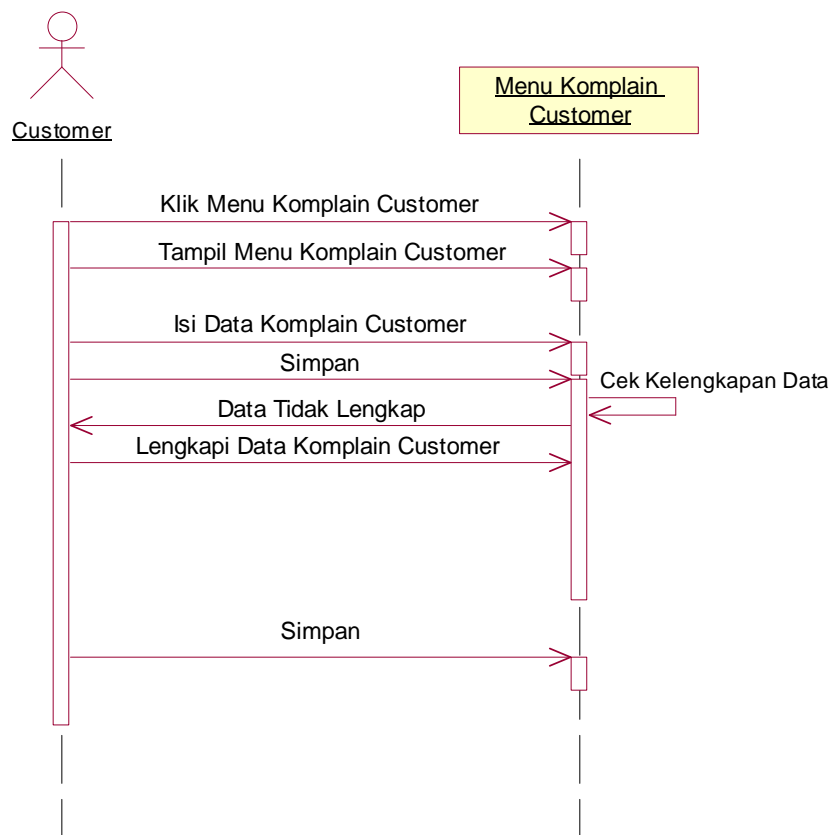 Customer
Menu Komplain
Customer
Klik Menu Komplain Customer
Tampil Menu Komplain Customer
Isi Data Komplain Customer
Simpan
Cek Kelengkapan Data
Data Tidak Lengkap
Lengkapi Data Komplain Customer
Simpan